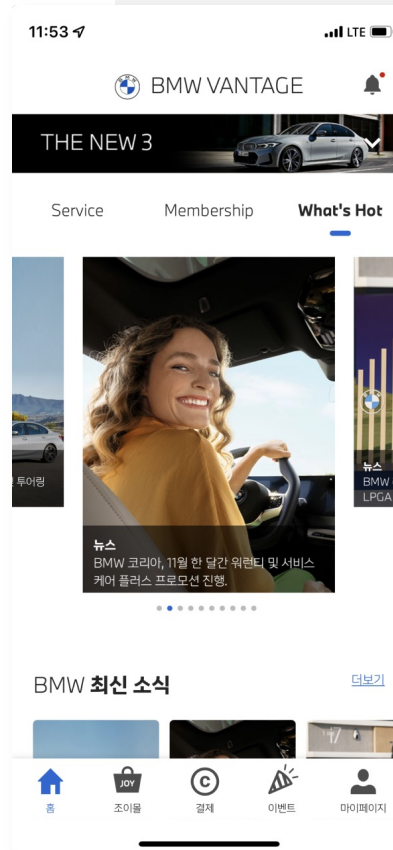 11:53
LTE
BMW VANTAGE
THE NEW 3
Service
Membership
What's Hot
투어링
뉴스
BMW 코리아, 11월 한 달간 워런티 및 서비스
케어 플러스 프로모션 진행.
뉴스
BMW
LPGA
BMW 최신 소식
더보기
홈
JOY
조이몰
C
결제
이벤트
마이페이지